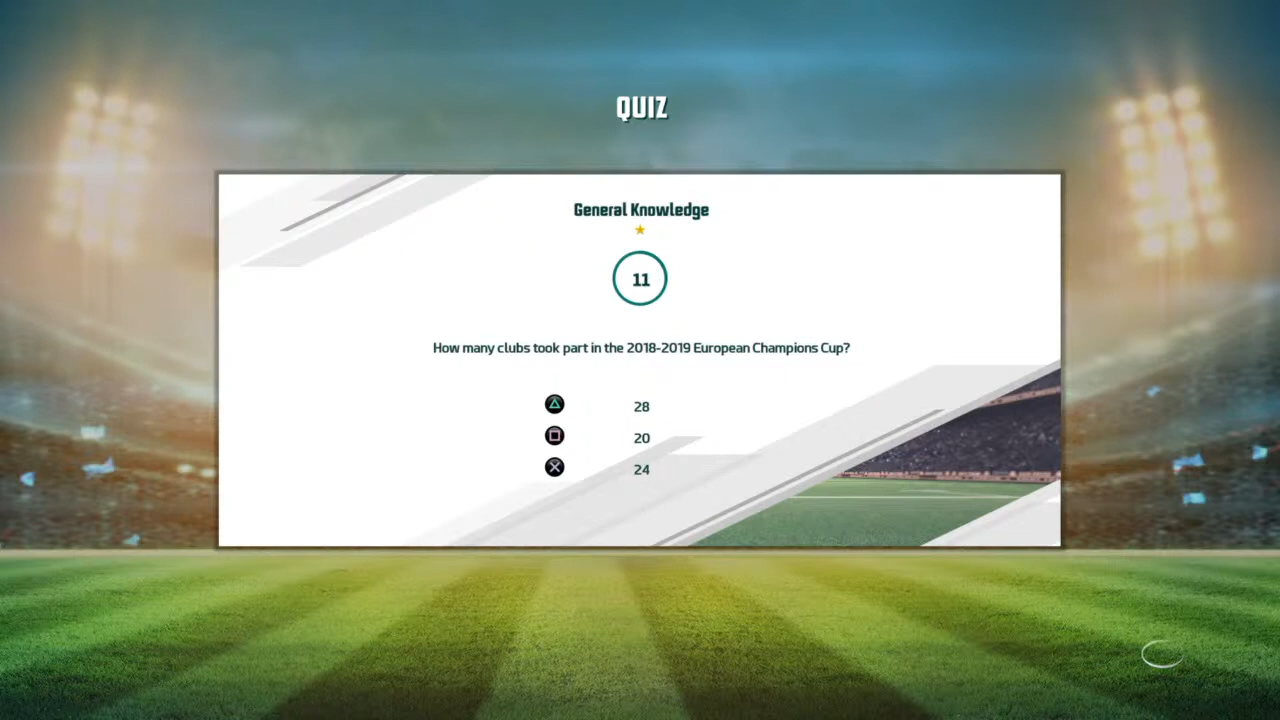 QUIZ
General Knowledge
11
How many clubs took part in the 2018-2019 European Champions Cup?
28
20
24